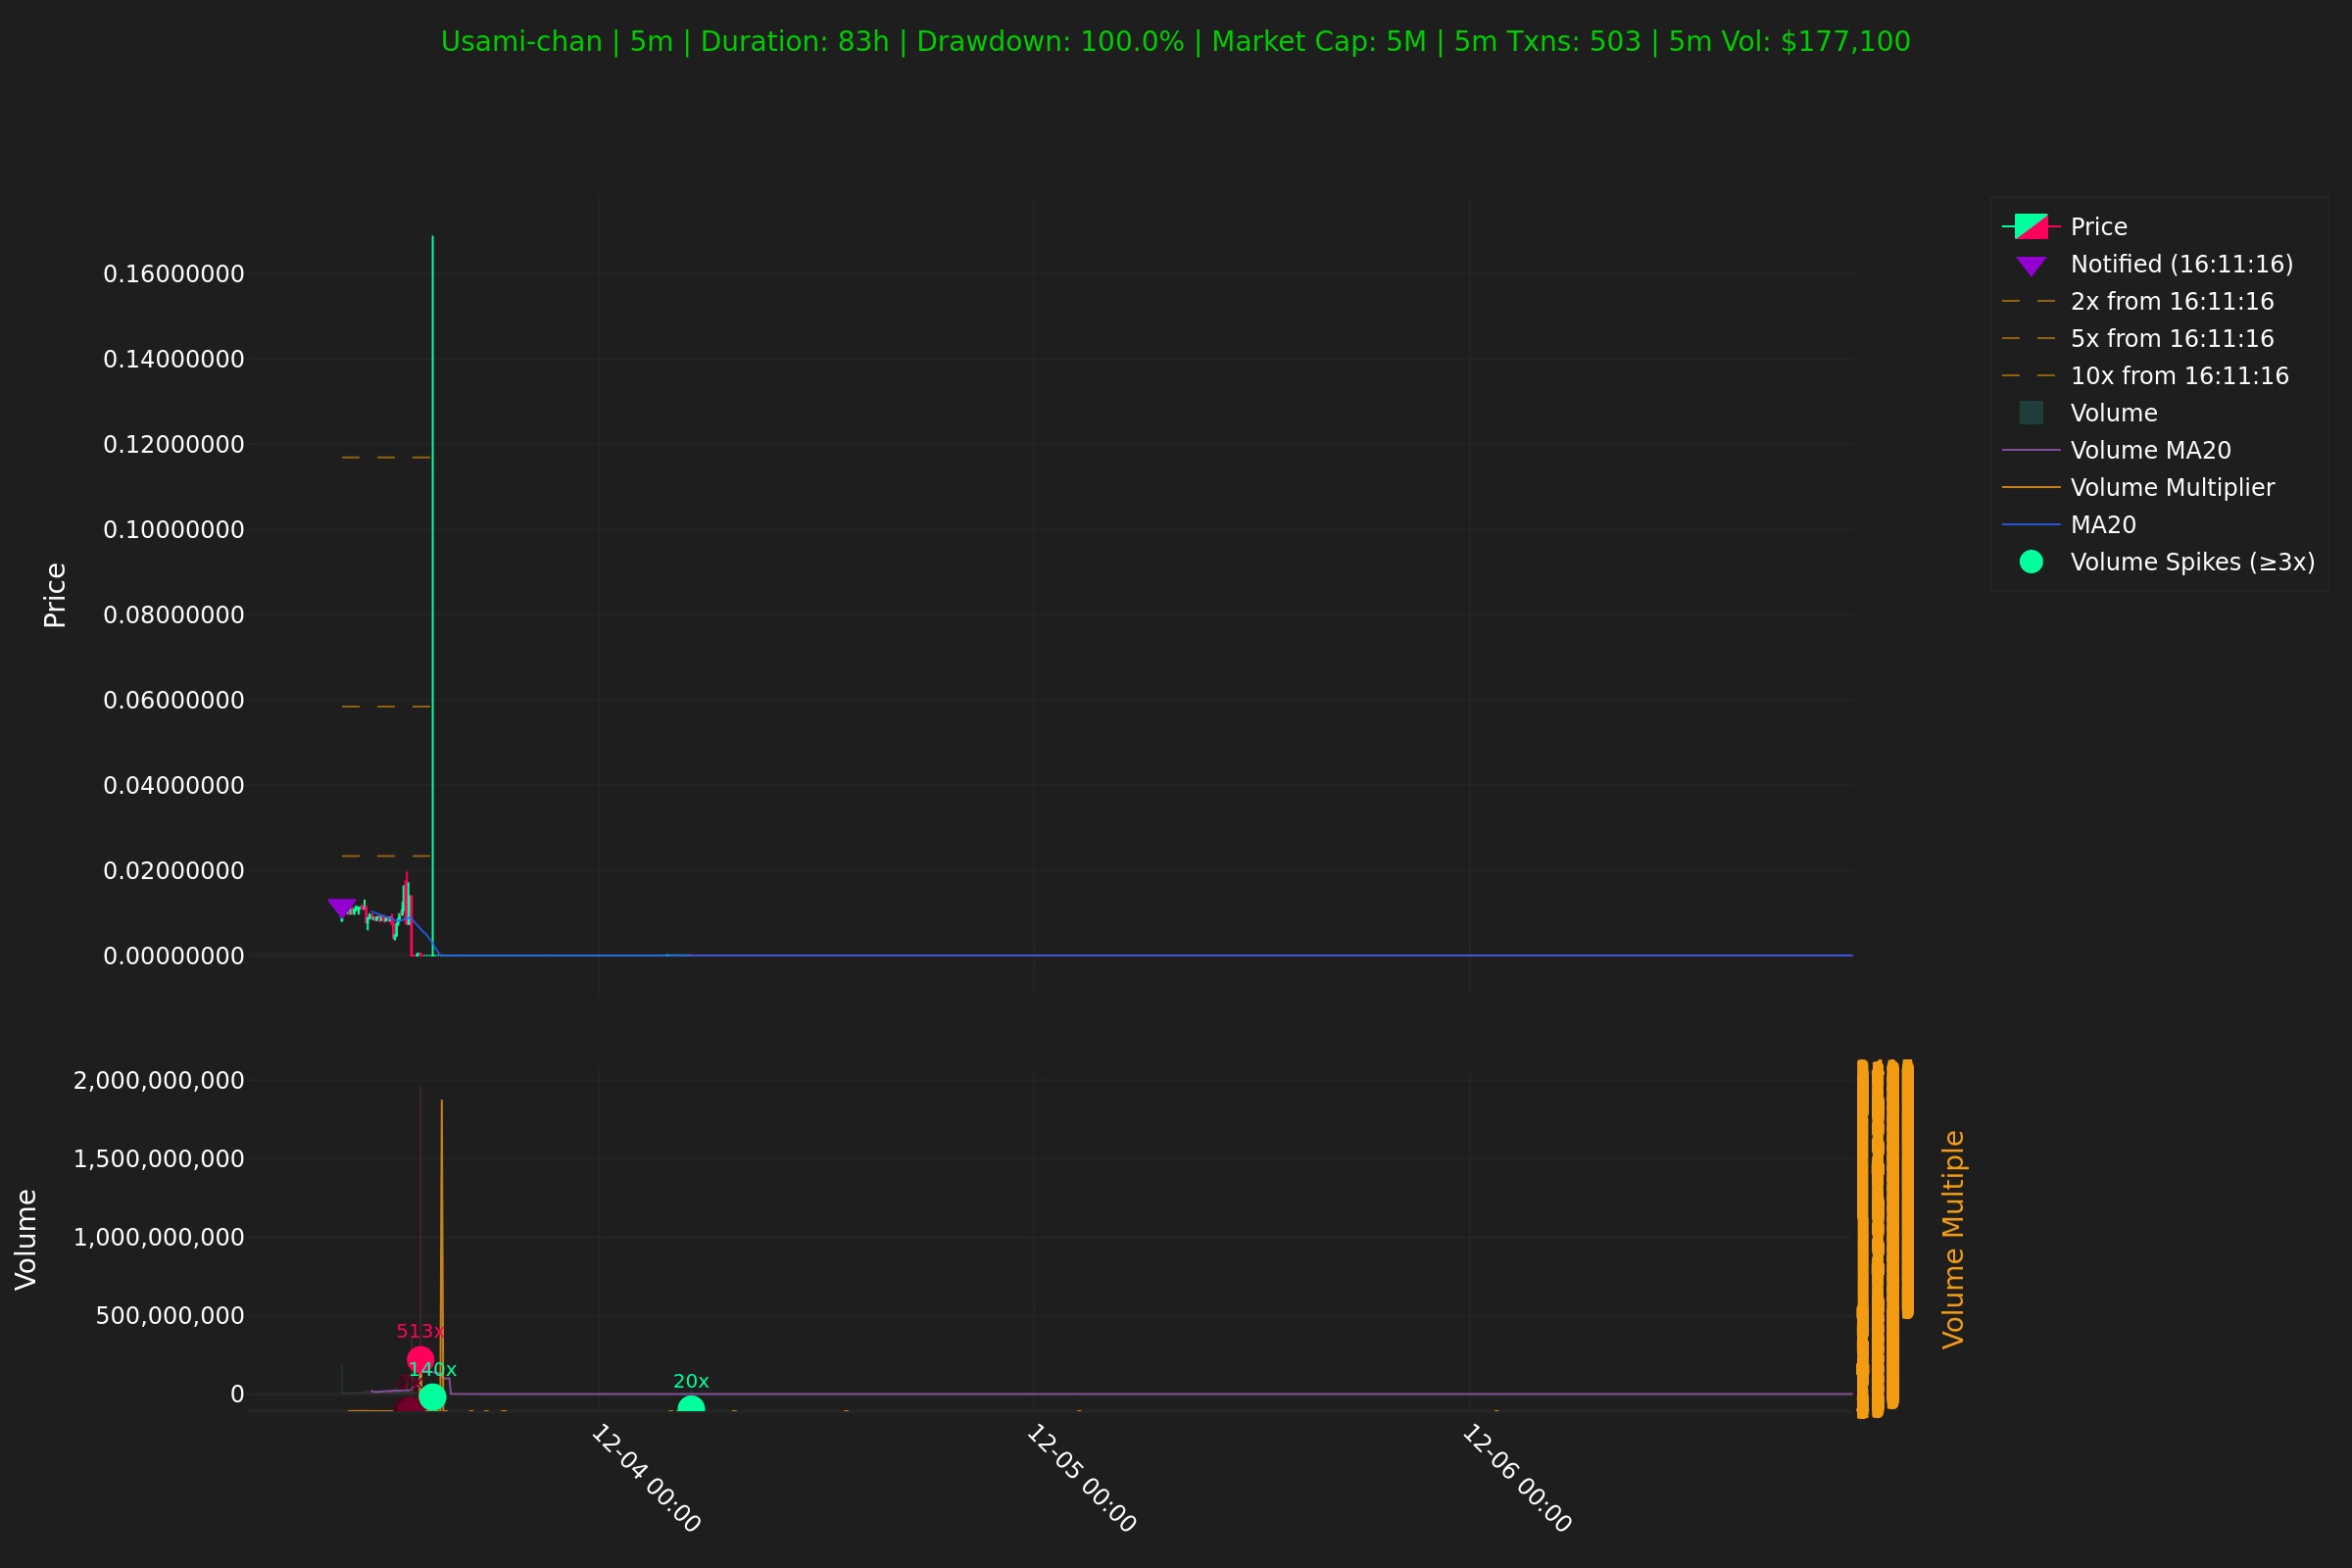 Usami-chan | 5m | Duration: 83h | Drawdown: 100.0% | Market Cap: 5M | 5m Txns: 503 | 5m Vol: $177,100
Price
0.16000000
0.14000000
0.12000000
0.10000000
0.08000000
0.06000000
0.04000000
0.02000000
0.00000000
Price
Notified (16:11:16)
2x from 16:11:16
5x from 16:11:16
10x from 16:11:16
Volume
Volume MA20
Volume Multiplier
MA20
Volume Spikes (≥3x)
Volume
2,000,000,000
1,500,000,000
1,000,000,000
500,000,000
0
513x
140x
20x
Volume Multiple
12-04 00:00
12-05 00:00
12-06 00:00